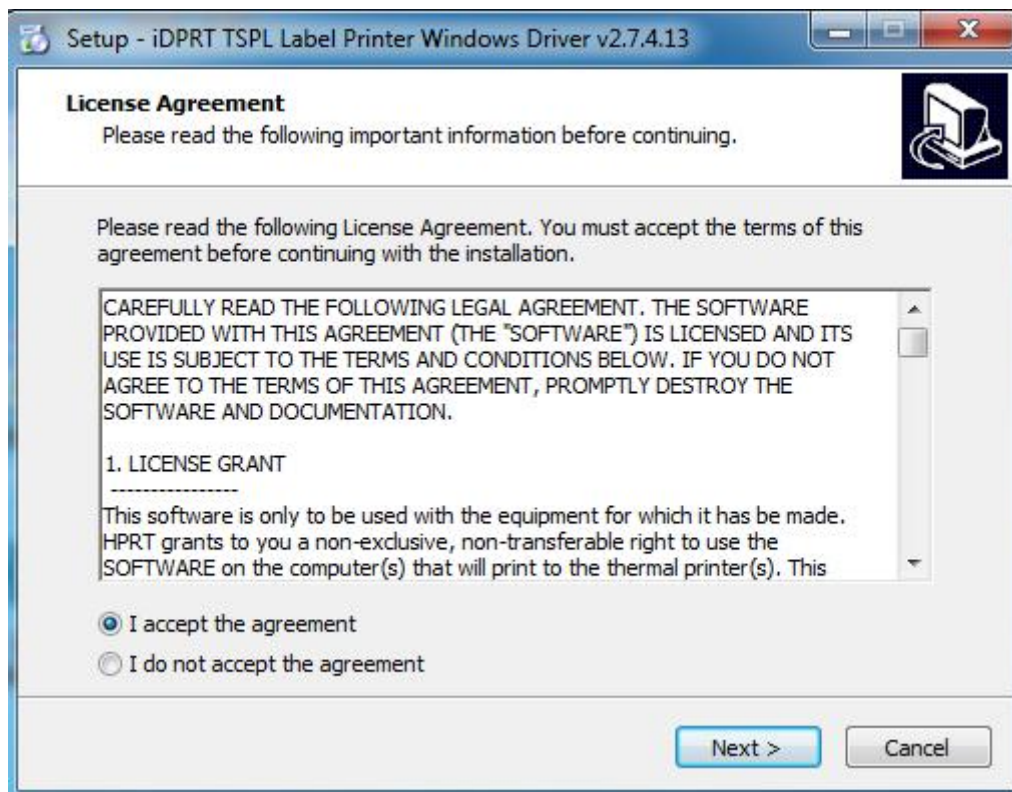 Setup - iDPRT TSPL Label Printer Windows Driver v2.7.4.13
License Agreement
Please read the following important information before continuing.
Please read the following License Agreement. You must accept the terms of this
agreement before continuing with the installation.
CAREFULLY READ THE FOLLOWING LEGAL AGREEMENT. THE SOFTWARE
PROVIDED WITH THIS AGREEMENT (THE "SOFTWARE") IS LICENSED AND ITS
USE IS SUBJECT TO THE TERMS AND CONDITIONS BELOW. IF YOU DO NOT
AGREE TO THE TERMS OF THIS AGREEMENT, PROMPTLY DESTROY THE
SOFTWARE AND DOCUMENTATION.
1. LICENSE GRANT
----------------
This software is only to be used with the equipment for which it has be made.
HPRT grants to you a non-exclusive, non-transferable right to use the
SOFTWARE on the computer(s) that will print to the thermal printer(s). This
I accept the agreement
I do not accept the agreement
Next >
Cancel